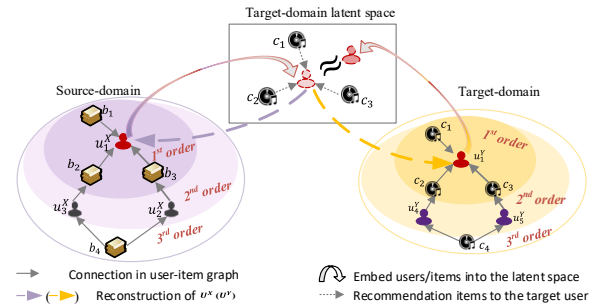 Target-domain latent space
c₁
c₂
c₃
Source-domain
Target-domain
b₁
u₁ˣ
1st order
b₂
b₃
2nd order
u₃ˣ
u₂ˣ
3rd order
b₄
c₁
1st order
u₁ʸ
c₂
c₃
2nd order
u₄ʸ
u₅ʸ
3rd order
c₄
Connection in user-item graph
Embed users/items into the latent space
( ) Reconstruction of Uˣ (Uʸ)
Recommendation items to the target user